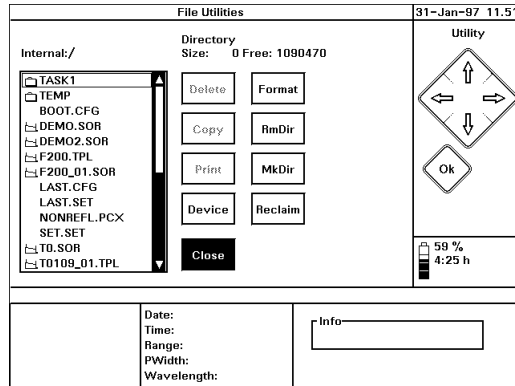 File Utilities
31-Jan-97 11.51
Utility
Internal:/
Directory
Size: 0 Free: 1090470
TASK1
TEMP
BOOT.CFG
DEMO.SOR
DEMO2.SOR
F200.TPL
F200_01.SOR
LAST.CFG
LAST.SET
NONREFL.PCX
SET.SET
T0.SOR
T0109_01.TPL
Delete
Format
Copy
RmDir
Print
MkDir
Device
Reclaim
Close
Ok
59 %
4:25 h
Date:
Time:
Range:
PWidth:
Wavelength:
Info